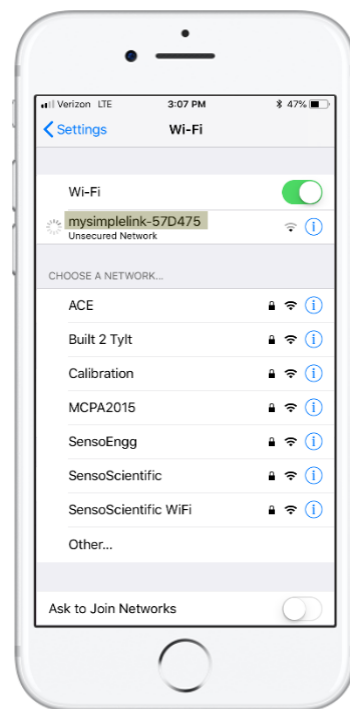 Verizon LTE 3:07 PM 47%
Settings Wi-Fi
Wi-Fi
mysimplelink-57D475
Unsecured Network
CHOOSE A NETWORK...
ACE
Built 2 Tylt
Calibration
MCPA2015
SensoEngg
SensoScientific
SensoScientific WiFi
Other...
Ask to Join Networks